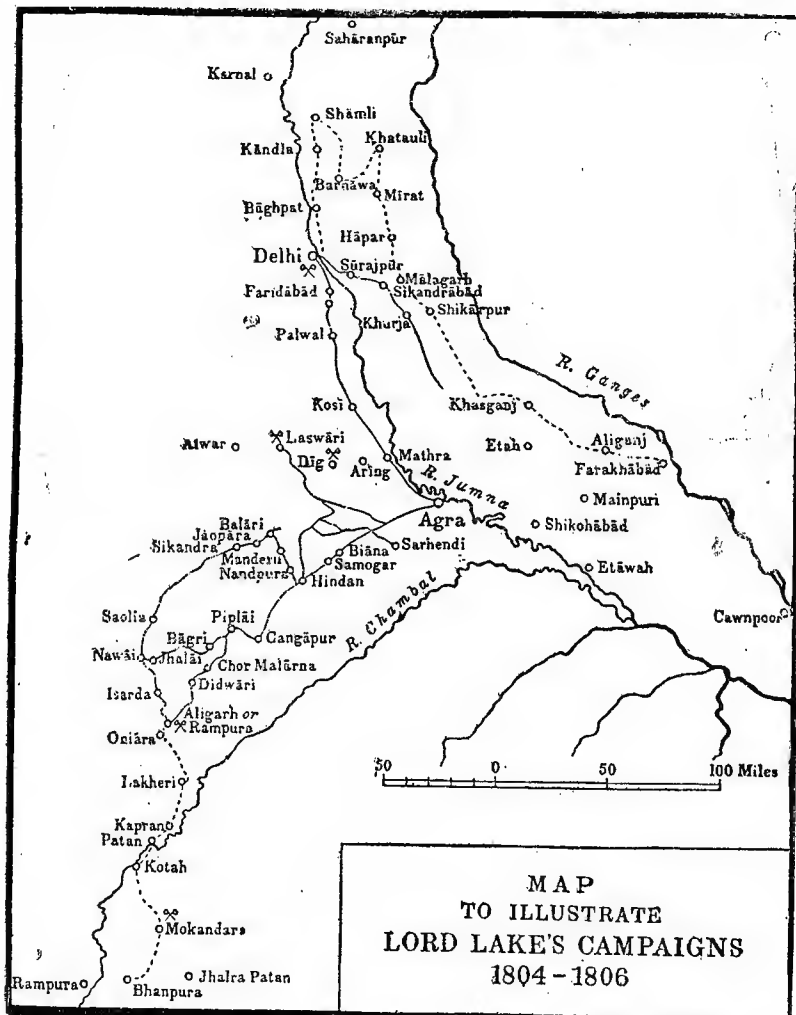 Sahāranpūr
Karnal
Shāmli
Kāndla
Khatauli
Barnāwa
Mirat
Bāghpat
Hāpar
Delhi
Sūrajpūr
Mālagarh
Sikandrābād
Farīdābād
Shikārpur
Khurja
Palwal
R. Ganges
Kosi
Khasganj
Alwar
Laswāri
Etah
Aliganj
Dīg
Aring
Mathra
Farakhābād
R. Jumna
Mainpuri
Agra
Shikohābād
Balāri
Jāopāra
Sikandra
Biāna
Sarhendi
Manderu
Samogar
Nandpura
Hindan
Etāwah
Cawnpoor
Saolia
Piplāi
R. Chambal
Bāgri
Cangāpur
Nawāi
Jhalāi
Chor Malūrna
Isarda
Didwāri
Aligarh or
Rampura
Oniāra
50 0 50 100 Miles
Lakheri
Kapran
Patan
Kotah
MAP
TO ILLUSTRATE
LORD LAKE'S CAMPAIGNS
1804-1806
Mokandara
Rampura
Bhanpura
Jhalra Patan